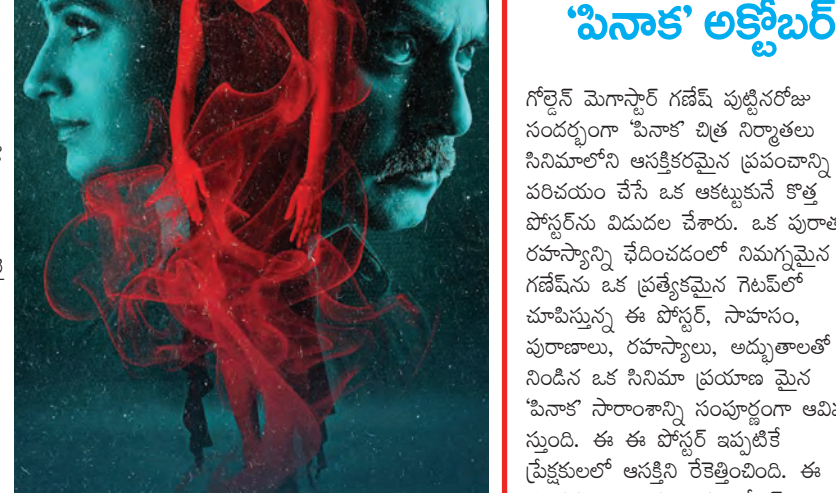 ‘పినాక’ అక్టోబర్
గోల్డెన్ మెగాస్టార్ గణేష్ పుట్టినరోజు
సందర్భంగా ‘పినాక’ చిత్ర నిర్మాతలు
సినిమాలోని ఆసక్తికరమైన ప్రపంచాన్ని
పరిచయం చేసే ఒక ఆకట్టుకునే కొత్త
పోస్టర్‌ను విడుదల చేశారు. ఒక
రహస్యాన్ని ఛేదించడంలో నిమగ్నమైన
గణేష్‌ను ఒక ప్రత్యేకమైన గెటప్‌లో
చూపిస్తున్న ఈ పోస్టర్, సాహసం,
పురాణాలు, రహస్యాలు, అద్భుతాలతో
నిండిన ఒక సినిమా ప్రయాణ మైన
‘పినాక’ సారాంశాన్ని సంపూర్ణంగా
స్తుంది. ఈ ఈ పోస్టర్ ఇప్పటికే
ప్రేక్షకులలో ఆసక్తిని రేకెత్తించింది. ఈ